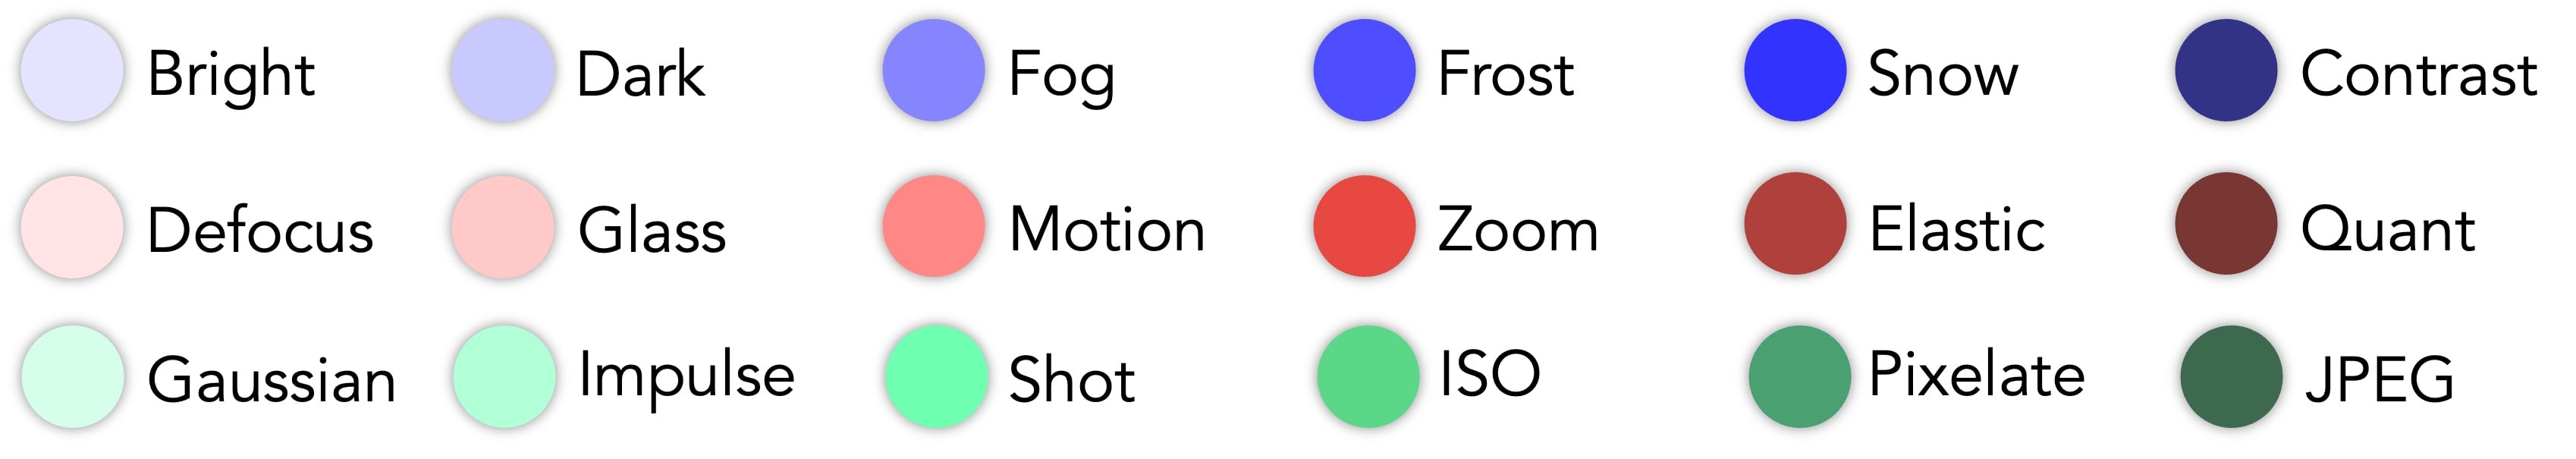 Bright Dark Fog Frost Snow Contrast
Defocus Glass Motion Zoom Elastic Quant
Gaussian Impulse Shot ISO Pixelate JPEG